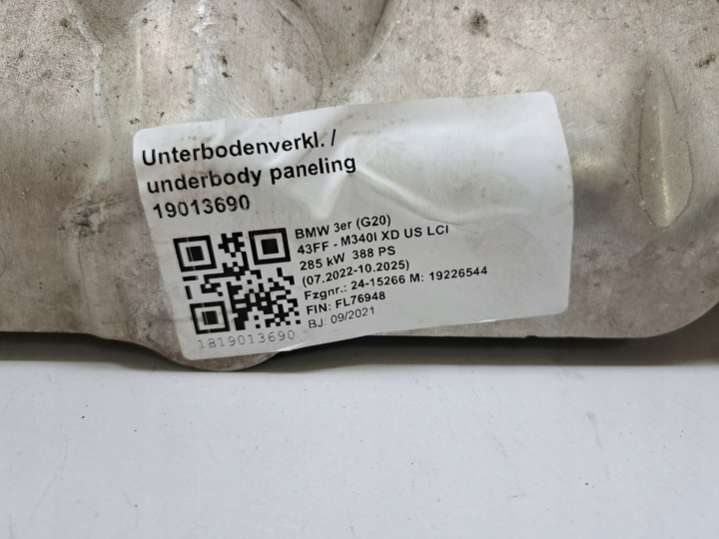 Unterbodenverkl. /
underbody paneling
19013690
BMW 3er (G20)
43FF - M340I XD US LCI
285 kW 388 PS
(07.2022-10.2025)
Fzgnr.: 24-15266 M: 19226544
FIN: FL76948
BJ: 09/2021
1819013690